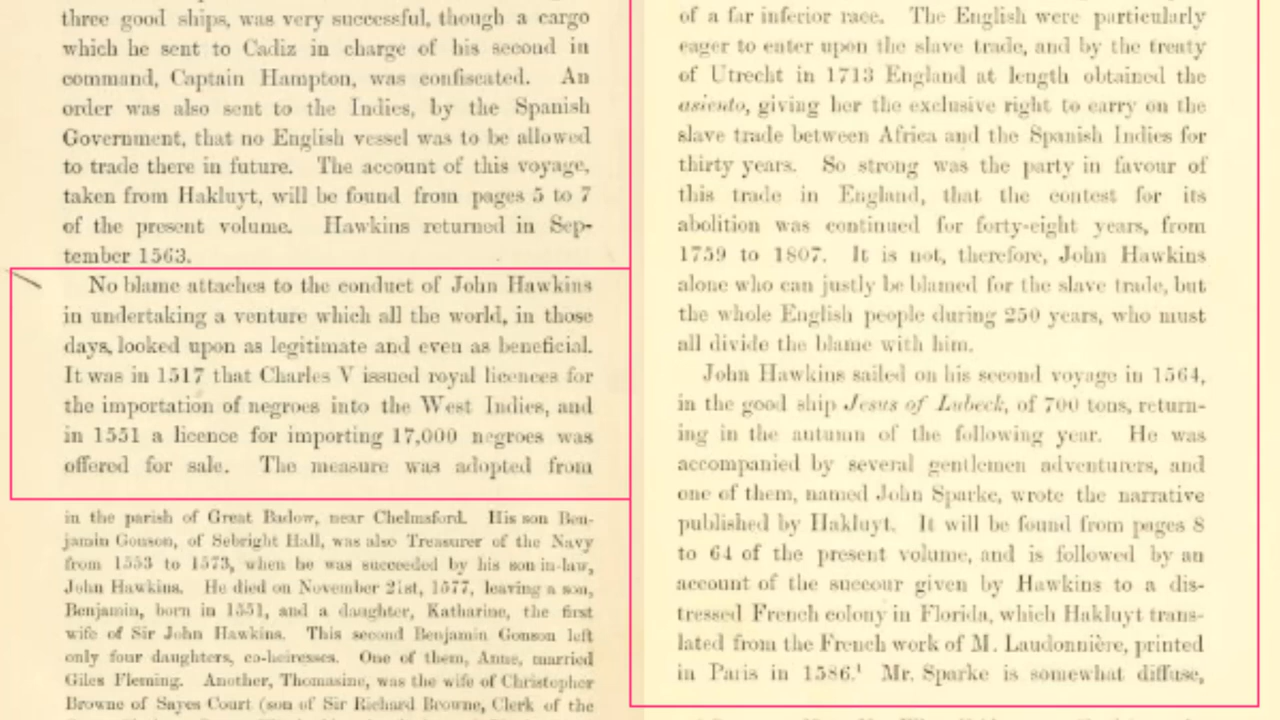 three good ships, was very successful, though a cargo
which he sent to Cadiz in charge of his second in
command, Captain Hampton, was confiscated. An
order was also sent to the Indies, by the Spanish
Government, that no English vessel was to be allowed
to trade there in future. The account of this voyage,
taken from Hakluyt, will be found from pages 5 to 7
of the present volume. Hawkins returned in Sep-
tember 1563.
No blame attaches to the conduct of John Hawkins
in undertaking a venture which all the world, in those
days, looked upon as legitimate and even as beneficial.
It was in 1517 that Charles V issued royal licences for
the importation of negroes into the West Indies, and
in 1551 a licence for importing 17,000 negroes was
offered for sale. The measure was adopted from
in the parish of Great Badow, near Chelmsford. His son Ben-
jamin Gonson, of Sebright Hall, was also Treasurer of the Navy
from 1553 to 1573, when he was succeeded by his son-in-law,
John Hawkins. He died on November 21st, 1577, leaving a son,
Benjamin, born in 1551, and a daughter, Katharine, the first
wife of Sir John Hawkins. This second Benjamin Gonson left
only four daughters, co-heiresses. One of them, Anne, married
Giles Fleming. Another, Thomasine, was the wife of Christopher
Browne of Sayes Court (son of Sir Richard Browne, Clerk of the
of a far inferior race. The English were particularly
eager to enter upon the slave trade, and by the treaty
of Utrecht in 1713 England at length obtained the
asiento, giving her the exclusive right to carry on the
slave trade between Africa and the Spanish Indies for
thirty years. So strong was the party in favour of
this trade in England, that the contest for its
abolition was continued for forty-eight years, from
1759 to 1807. It is not, therefore, John Hawkins
alone who can justly be blamed for the slave trade, but
the whole English people during 250 years, who must
all divide the blame with him.
John Hawkins sailed on his second voyage in 1564,
in the good ship Jesus of Lubeck, of 700 tons, return-
ing in the autumn of the following year. He was
accompanied by several gentlemen adventurers, and
one of them, named John Sparke, wrote the narrative
published by Hakluyt. It will be found from pages 8
to 64 of the present volume, and is followed by an
account of the succour given by Hawkins to a dis-
tressed French colony in Florida, which Hakluyt trans-
lated from the French work of M. Laudonnière, printed
in Paris in 1586.¹ Mr. Sparke is somewhat diffuse,